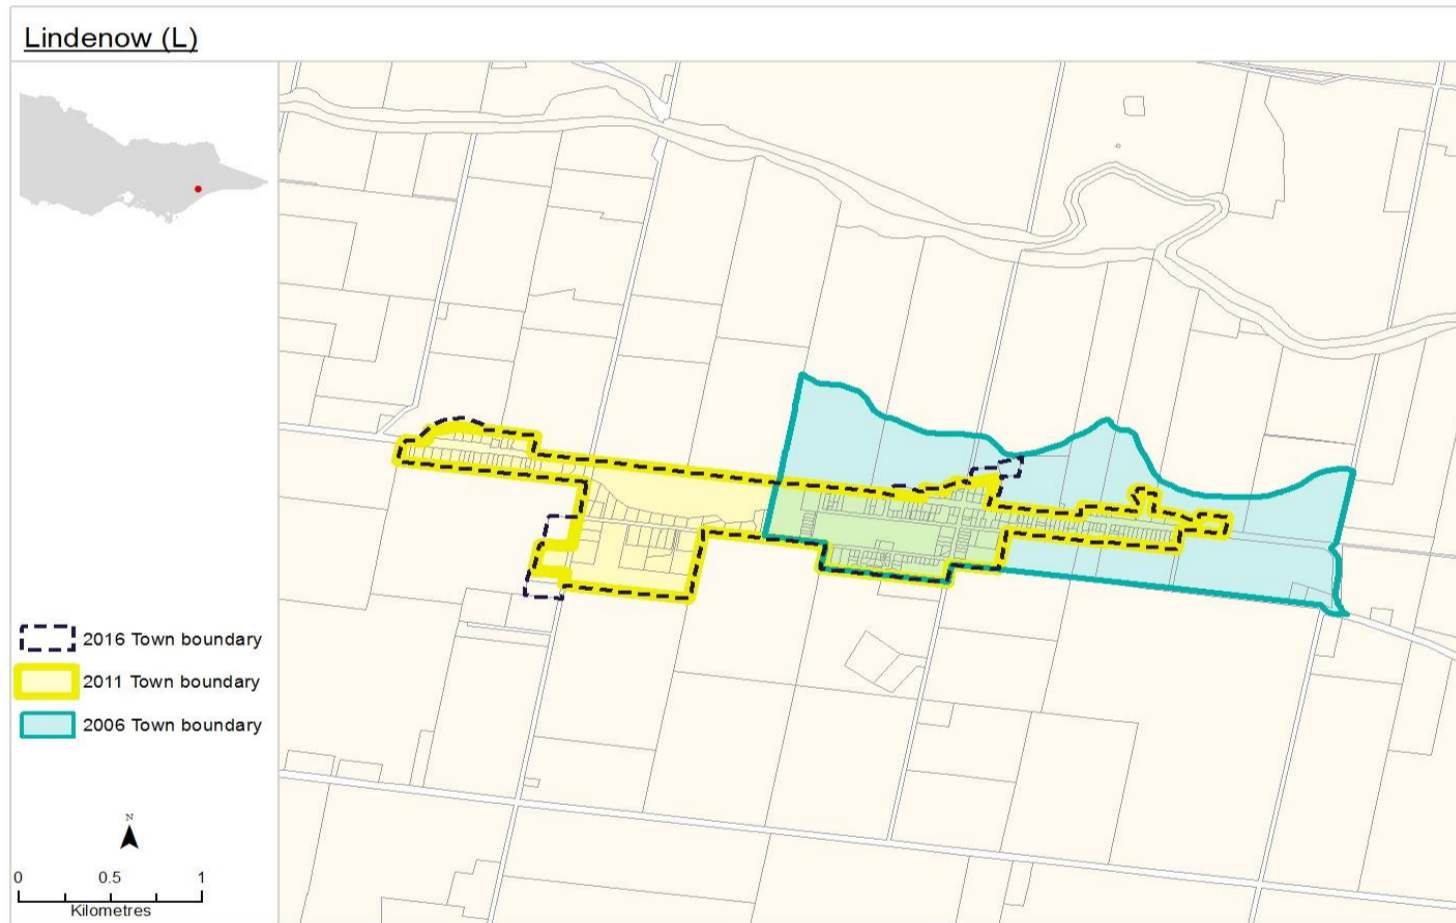 Lindenow (L)
2016 Town boundary
2011 Town boundary
2006 Town boundary
N
0 0.5 1
Kilometres